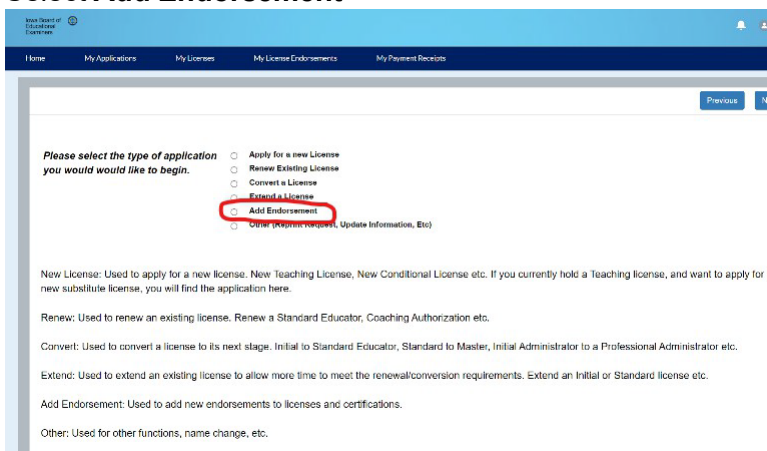 Select Add Endorsement
Iowa Board of
Educational
Examiners
Home My Applications My Licenses My License Endorsements My Payment Receipts
Previous
Please select the type of application
you would would like to begin.
Apply for a new License
Renew Existing License
Convert a License
Extend a License
Add Endorsement
Other (Reprint Request, Update Information, Etc)
New License: Used to apply for a new license. New Teaching License, New Conditional License etc. If you currently hold a Teaching license, and want to apply for
new substitute license, you will find the application here.
Renew: Used to renew an existing license. Renew a Standard Educator, Coaching Authorization etc.
Convert: Used to convert a license to its next stage. Initial to Standard Educator, Standard to Master, Initial Administrator to a Professional Administrator etc.
Extend: Used to extend an existing license to allow more time to meet the renewal/conversion requirements. Extend an Initial or Standard license etc.
Add Endorsement: Used to add new endorsements to licenses and certifications.
Other: Used for other functions, name change, etc.